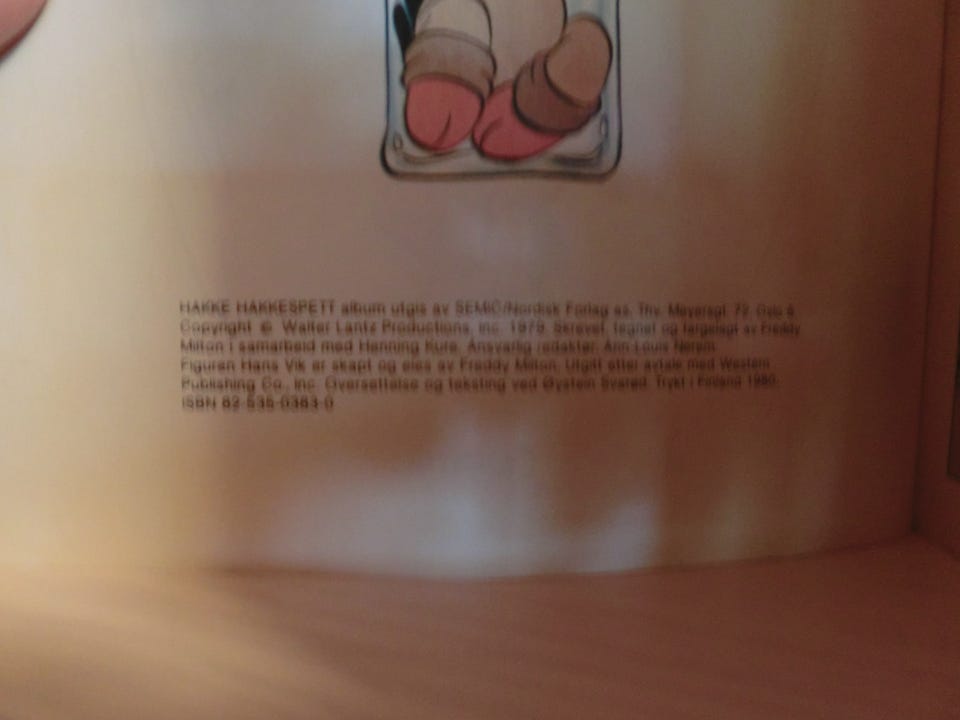 HAKKE HAKKESPETT album utgis av SEMIC/Nordisk Forlag as, Thv. Meyersgt. 72, Oslo 5.
Copyright © Walter Lantz Productions, Inc. 1979. Skrevet, tegnet og fargelagt av Freddy
Milton i samarbeid med Henning Kure. Ansvarlig redaktør: Ann-Louis
Figuren Hans Vik er skapt og eies av Freddy Milton. Utgitt etter avtale med Western
Publishing Co., Inc. Oversettelse og teksting ved Øystein Svarød. Trykt i Finland 1980.
ISBN 82-535-0383-0